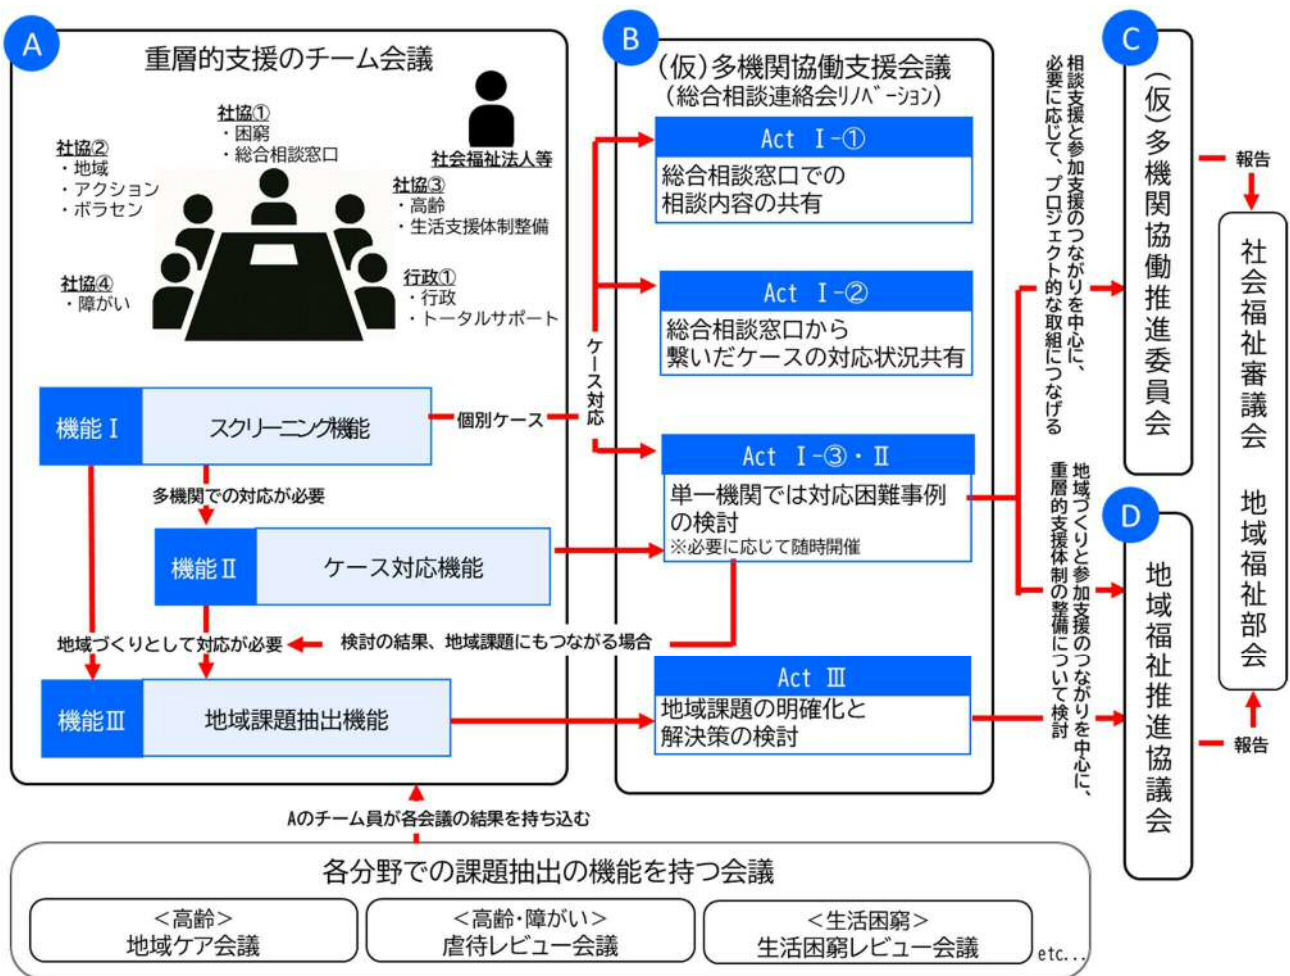 A
重層的支援のチーム会議
社協①
・困窮
・総合相談窓口
社協②
・地域
・アクション
・ボラセン
社会福祉法人等
社協③
・高齢
・生活支援体制整備
社協④
・障がい
行政①
・行政
・トータルサポート
機能Ⅰ
スクリーニング機能
個別ケース
ケース対応
多機関での対応が必要
機能Ⅱ
ケース対応機能
地域づくりとして対応が必要
検討の結果、地域課題にもつながる場合
機能Ⅲ
地域課題抽出機能
B
(仮)多機関協働支援会議
(総合相談連絡会リノベーション)
Act Ⅰ-①
総合相談窓口での
相談内容の共有
Act Ⅰ-②
総合相談窓口から
繋いだケースの対応状況共有
Act Ⅰ-③・Ⅱ
単一機関では対応困難事例
の検討
※必要に応じて随時開催
Act Ⅲ
地域課題の明確化と
解決策の検討
相談支援と参加支援のつながりを中心に、
必要に応じて、プロジェクト的な取組につなげる
C
(仮)多機関協働推進委員会
報告
地域づくりと参加支援のつながりを中心に、
重層的支援体制の整備について検討
D
地域福祉推進協議会
報告
社会福祉審議会 地域福祉部会
Aのチーム員が各会議の結果を持ち込む
各分野での課題抽出の機能を持つ会議
＜高齢＞
地域ケア会議
＜高齢・障がい＞
虐待レビュー会議
＜生活困窮＞
生活困窮レビュー会議
etc...